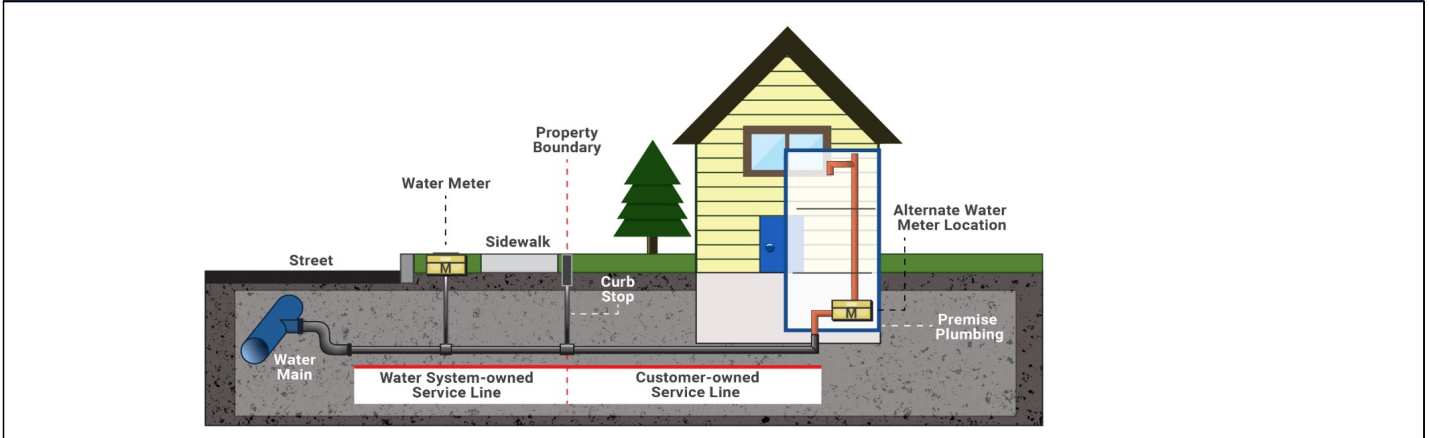 Property
Boundary
Water Meter
Alternate Water
Meter Location
Sidewalk
Street
M
Curb
Stop
M
Premise
Plumbing
Water
Main
Water System-owned
Service Line
Customer-owned
Service Line